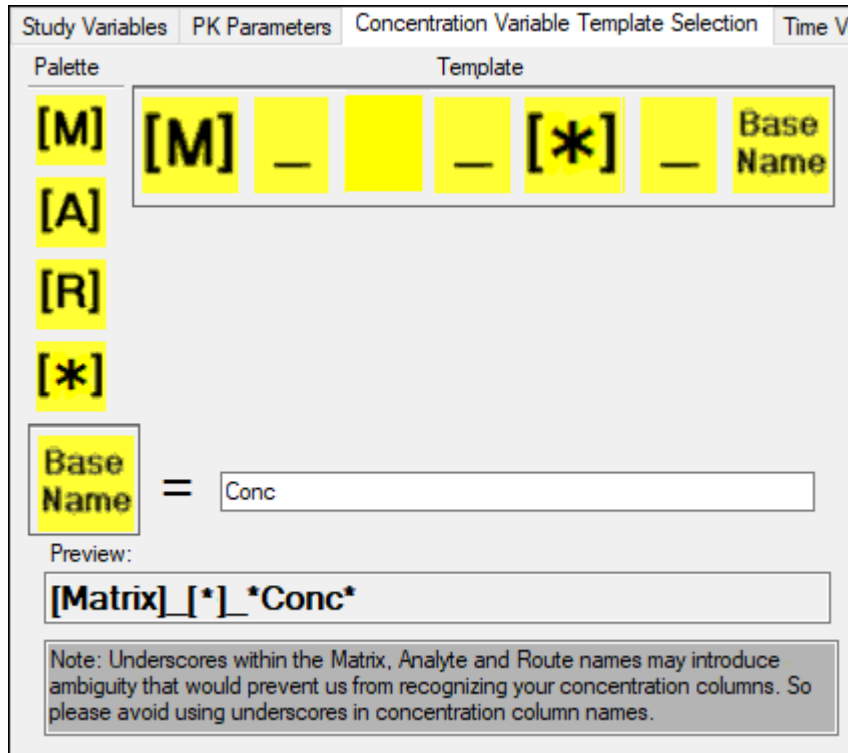 Study Variables PK Parameters Concentration Variable Template Selection Time V
Palette Template
[M] [M] _ _ [*] _ Base Name
[A]
[R]
[*]
Base Name = Conc
Preview:
[Matrix]_[*]_*Conc*
Note: Underscores within the Matrix, Analyte and Route names may introduce
ambiguity that would prevent us from recognizing your concentration columns. So
please avoid using underscores in concentration column names.